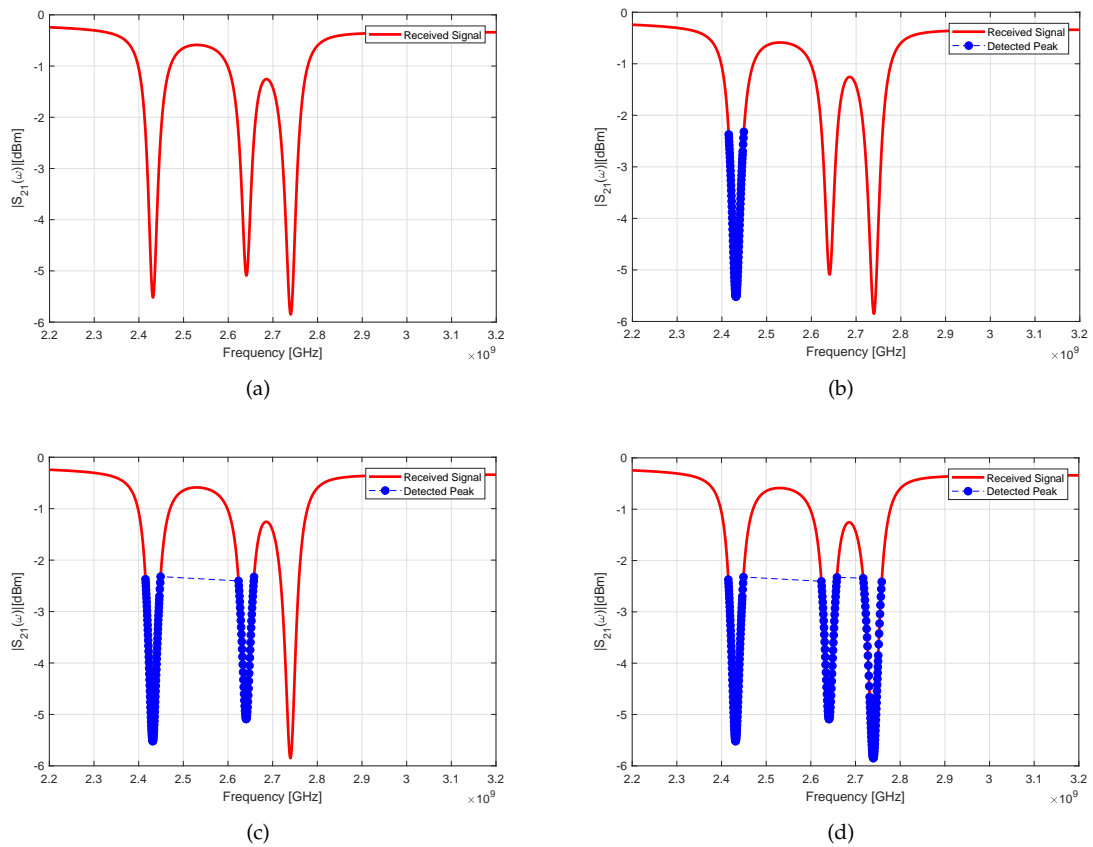 0
-1
-2
-3
-4
-5
-6
|S21(ω)|[dBm]
Received Signal
2.2 2.3 2.4 2.5 2.6 2.7 2.8 2.9 3 3.1 3.2
Frequency [GHz]
×10^9
(a)
0
-1
-2
-3
-4
-5
-6
|S21(ω)|[dBm]
Received Signal
Detected Peak
2.2 2.3 2.4 2.5 2.6 2.7 2.8 2.9 3 3.1 3.2
Frequency [GHz]
×10^9
(b)
0
-1
-2
-3
-4
-5
-6
|S21(ω)|[dBm]
Received Signal
Detected Peak
2.2 2.3 2.4 2.5 2.6 2.7 2.8 2.9 3 3.1 3.2
Frequency [GHz]
×10^9
(c)
0
-1
-2
-3
-4
-5
-6
|S21(ω)|[dBm]
Received Signal
Detected Peak
2.2 2.3 2.4 2.5 2.6 2.7 2.8 2.9 3 3.1 3.2
Frequency [GHz]
×10^9
(d)